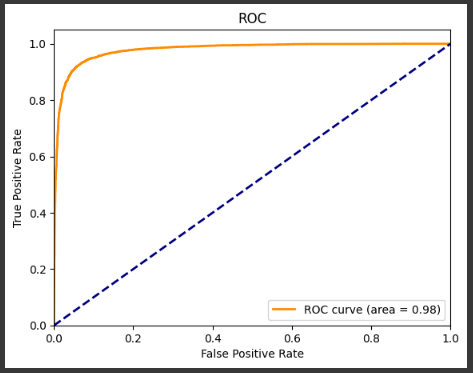 ROC
1.0
0.8
0.6
0.4
0.2
0.0
True Positive Rate
ROC curve (area = 0.98)
0.0 0.2 0.4 0.6 0.8 1.0
False Positive Rate